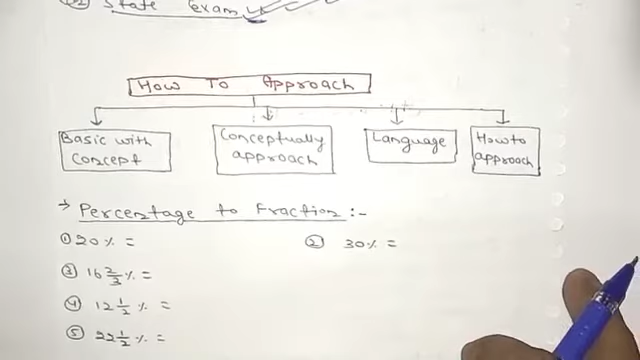 12 State Exam
How To Approach
Basic with concept
Conceptually approach
Language
How to approach
→ Percentage to Fraction :-
① 20% =
② 30% =
③ 16 2/3 % =
④ 12 1/2 % =
⑤ 22 1/2 % =